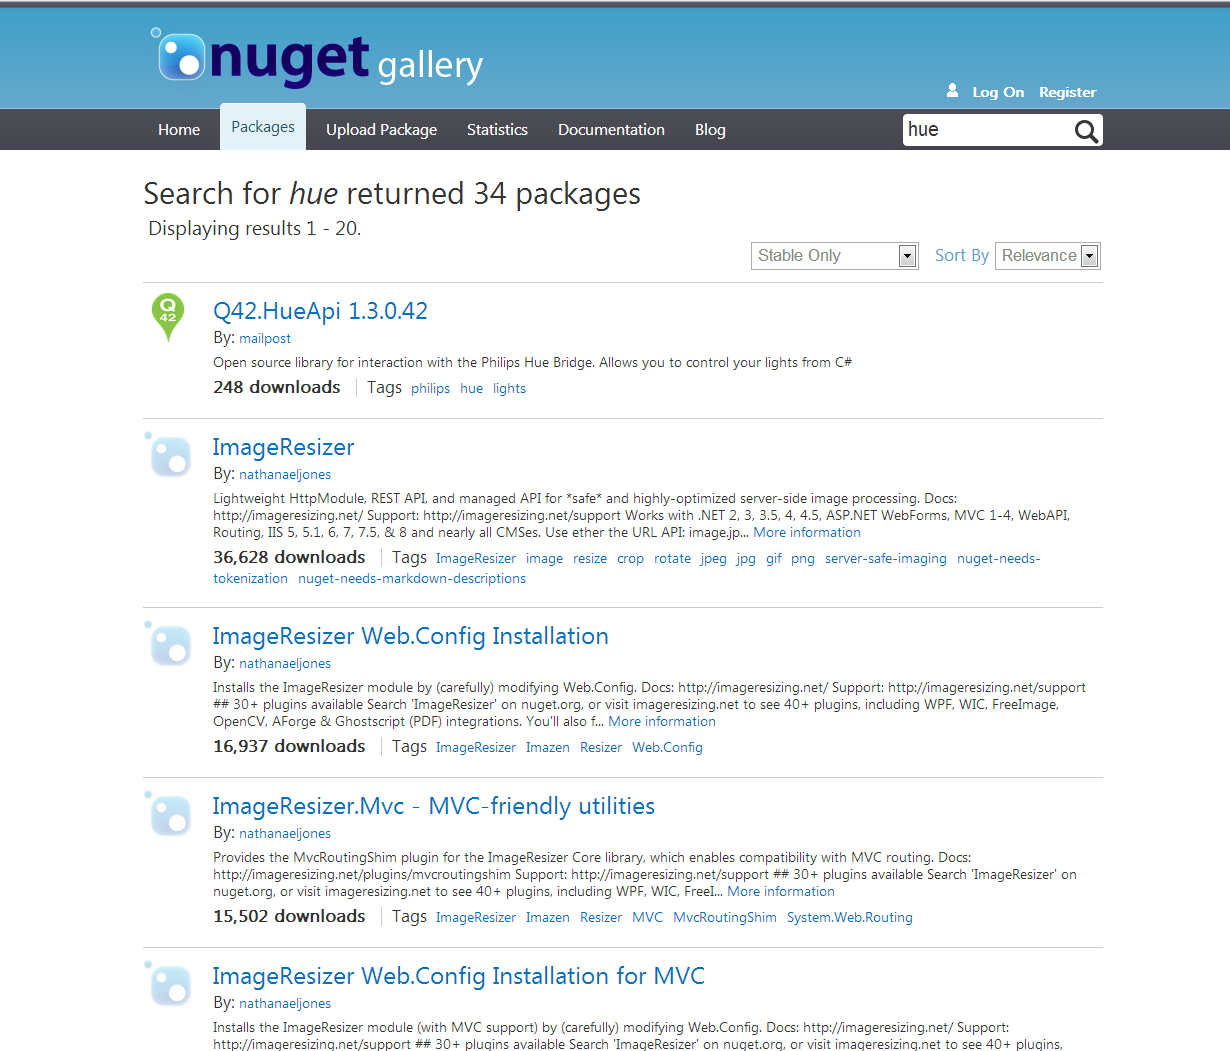 nuget gallery
Log On Register
Home Packages Upload Package Statistics Documentation Blog hue
Search for hue returned 34 packages
Displaying results 1 - 20.
Stable Only Sort By Relevance
Q42
Q42.HueApi 1.3.0.42
By: mailpost
Open source library for interaction with the Philips Hue Bridge. Allows you to control your lights from C#
248 downloads Tags philips hue lights
ImageResizer
By: nathanaeljones
Lightweight HttpModule, REST API, and managed API for *safe* and highly-optimized server-side image processing. Docs:
http://imageresizing.net/ Support: http://imageresizing.net/support Works with .NET 2, 3, 3.5, 4, 4.5, ASP.NET WebForms, MVC 1-4, WebAPI,
Routing, IIS 5, 5.1, 6, 7, 7.5, & 8 and nearly all CMSes. Use ether the URL API: image.jp... More information
36,628 downloads Tags ImageResizer image resize crop rotate jpeg jpg gif png server-safe-imaging nuget-needs-
tokenization nuget-needs-markdown-descriptions
ImageResizer Web.Config Installation
By: nathanaeljones
Installs the ImageResizer module by (carefully) modifying Web.Config. Docs: http://imageresizing.net/ Support: http://imageresizing.net/support
## 30+ plugins available Search 'ImageResizer' on nuget.org, or visit imageresizing.net to see 40+ plugins, including WPF, WIC, FreeImage,
OpenCV, AForge & Ghostscript (PDF) integrations. You'll also f... More information
16,937 downloads Tags ImageResizer Imazen Resizer Web.Config
ImageResizer.Mvc - MVC-friendly utilities
By: nathanaeljones
Provides the MvcRoutingShim plugin for the ImageResizer Core library, which enables compatibility with MVC routing. Docs:
http://imageresizing.net/plugins/mvcroutingshim Support: http://imageresizing.net/support ## 30+ plugins available Search 'ImageResizer' on
nuget.org, or visit imageresizing.net to see 40+ plugins, including WPF, WIC, FreeI... More information
15,502 downloads Tags ImageResizer Imazen Resizer MVC MvcRoutingShim System.Web.Routing
ImageResizer Web.Config Installation for MVC
By: nathanaeljones
Installs the ImageResizer module (with MVC support) by (carefully) modifying Web.Config. Docs: http://imageresizing.net/ Support:
http://imageresizing.net/support ## 30+ plugins available Search 'ImageResizer' on nuget.org, or visit imageresizing.net to see 40+ plugins,